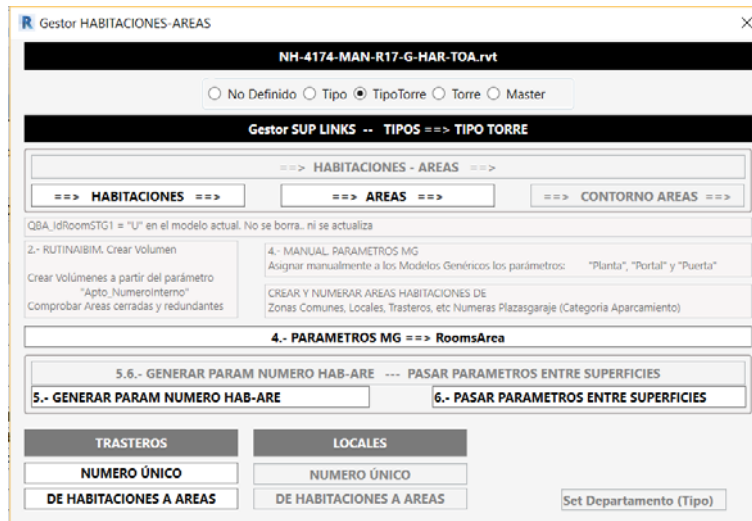 R Gestor HABITACIONES-AREAS
NH-4174-MAN-R17-G-HAR-TOA.rvt
No Definido Tipo TipoTorre Torre Master
Gestor SUP LINKS -- TIPOS ==> TIPO TORRE
==> HABITACIONES - AREAS ==>
==> HABITACIONES ==> ==> AREAS ==> ==> CONTORNO AREAS ==>
QBA_IdRoomSTG1 = "U" en el modelo actual. No se borra.. ni se actualiza
2.- RUTINAIBIM. Crear Volumen
Crear Volúmenes a partir del parámetro
"Apto_NumeroInterno"
Comprobar Areas cerradas y redundantes
4.- MANUAL. PARAMETROS MG
Asignar manualmente a los Modelos Genéricos los parámetros: "Planta", "Portal" y "Puerta"
CREAR Y NUMERAR AREAS HABITACIONES DE
Zonas Comunes, Locales, Trasteros, etc Numeras Plazasgaraje (Categoria Aparcamiento)
4.- PARAMETROS MG ==> RoomsArea
5.6.- GENERAR PARAM NUMERO HAB-ARE --- PASAR PARAMETROS ENTRE SUPERFICIES
5.- GENERAR PARAM NUMERO HAB-ARE 6.- PASAR PARAMETROS ENTRE SUPERFICIES
TRASTEROS LOCALES
NUMERO ÚNICO NUMERO ÚNICO
DE HABITACIONES A AREAS DE HABITACIONES A AREAS Set Departamento (Tipo)